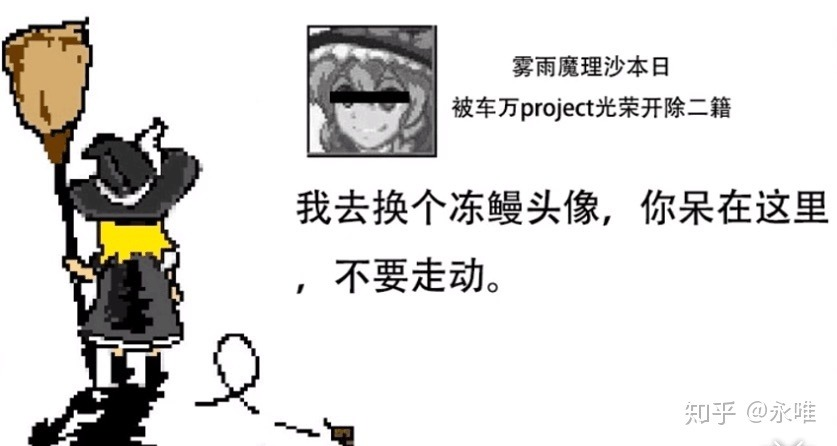 雾雨魔理沙本日
被车万project光荣开除二籍
我去换个冻鳗头像，你呆在这里
，不要走动。
知乎 @永唯